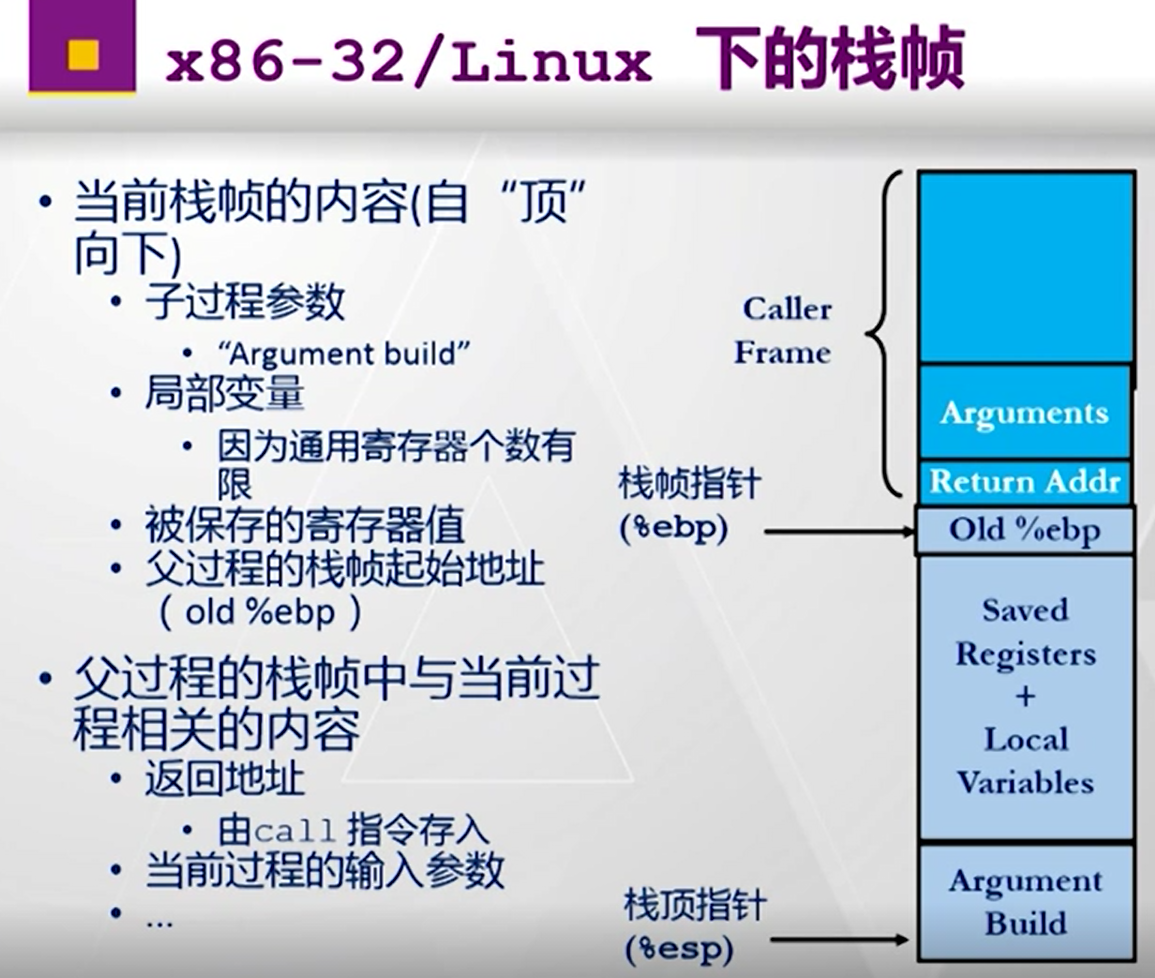 x86-32/Linux 下的栈帧
• 当前栈帧的内容(自“顶”
向下)
• 子过程参数
• “Argument build”
• 局部变量
• 因为通用寄存器个数有
限
• 被保存的寄存器值
• 父过程的栈帧起始地址
（old %ebp）
• 父过程的栈帧中与当前过
程相关的内容
• 返回地址
• 由call 指令存入
• 当前过程的输入参数
• ...
Caller
Frame
Arguments
Return Addr
栈帧指针
(%ebp)
Old %ebp
Saved
Registers
+
Local
Variables
Argument
Build
栈顶指针
(%esp)